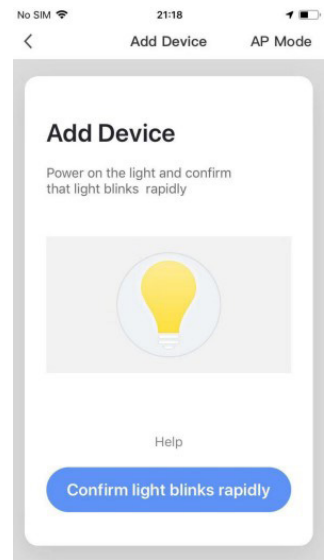 No SIM 21:18
Add Device AP Mode
Add Device
Power on the light and confirm
that light blinks rapidly
Help
Confirm light blinks rapidly